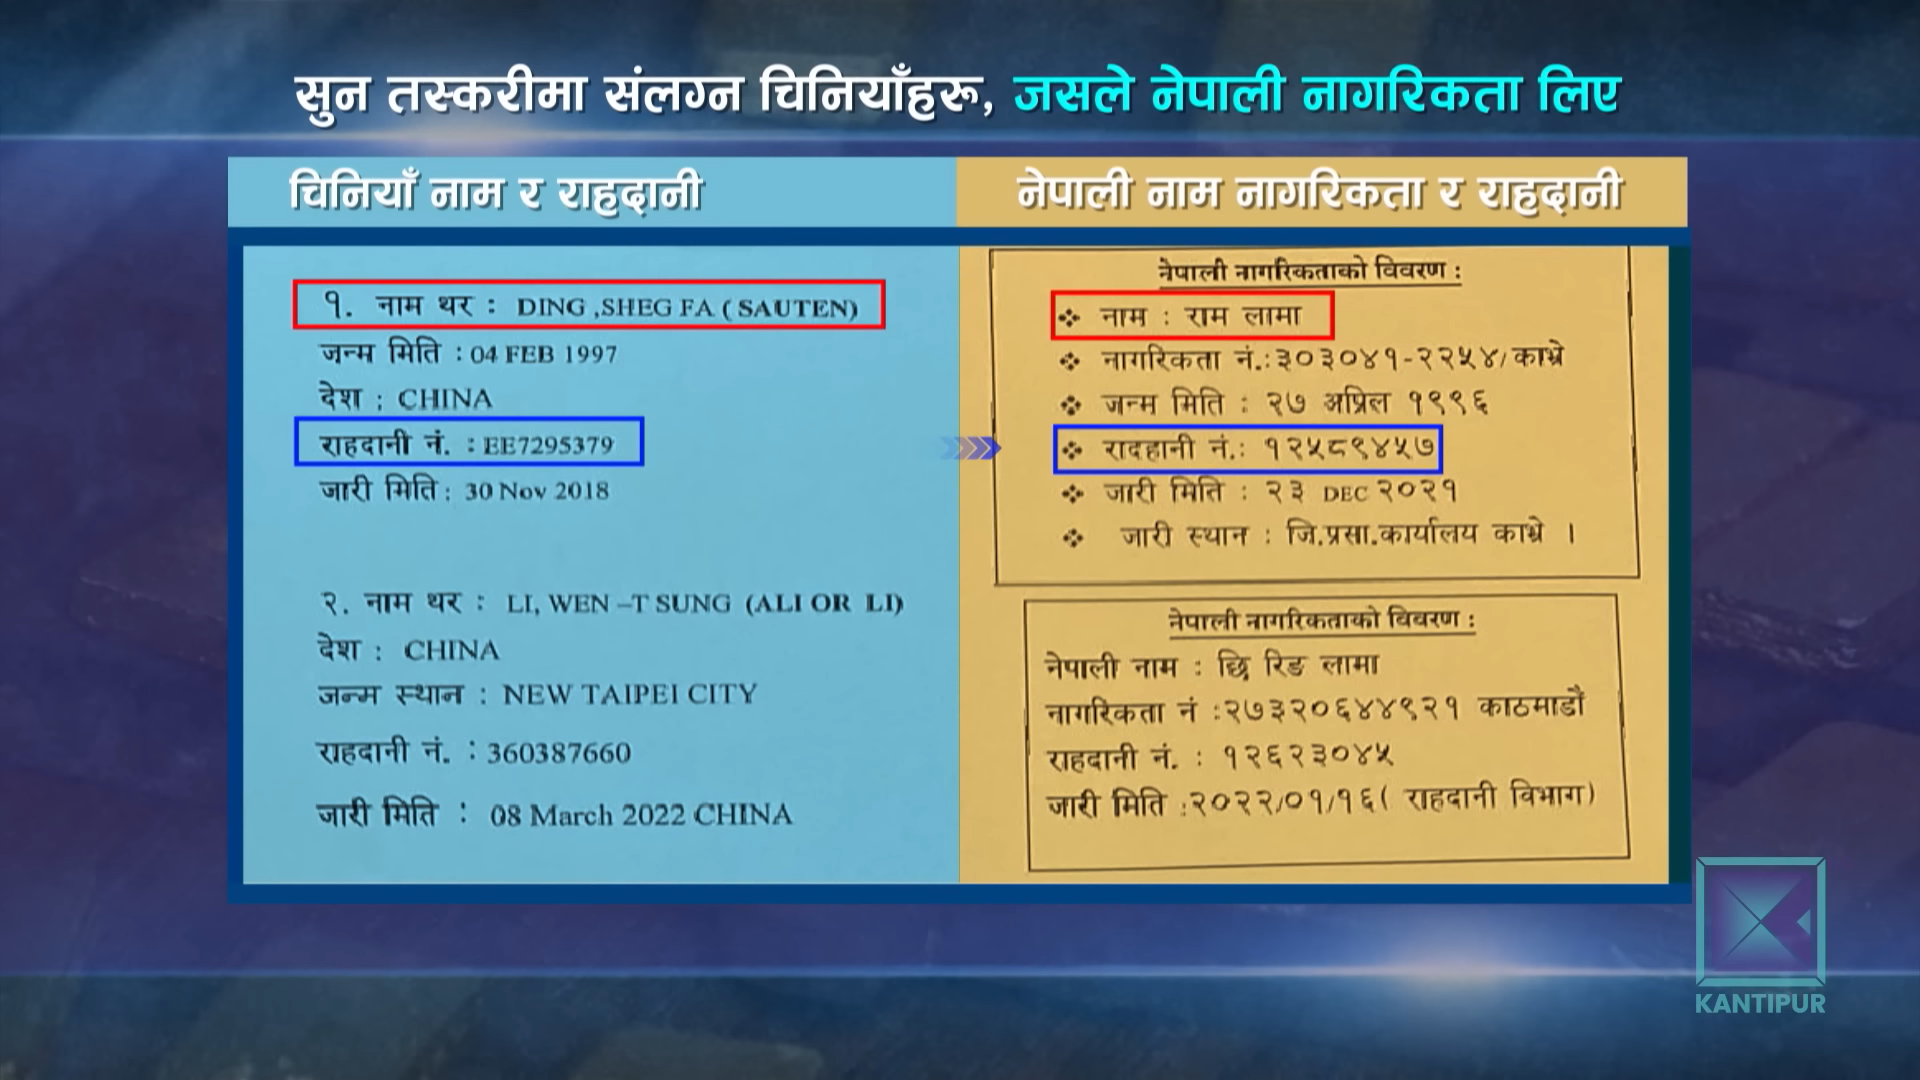 सुन तस्करीमा संलग्न चिनियाँहरू, जसले नेपाली नागरिकता लिए
चिनियाँ नाम र राहदानी
१. नाम थर : DING ,SHEG FA ( SAUTEN)
जन्म मिति : 04 FEB 1997
देश : CHINA
राहदानी नं. : EE7295379
जारी मिति : 30 Nov 2018
२. नाम थर : LI, WEN –T SUNG (ALI OR LI)
देश : CHINA
जन्म स्थान : NEW TAIPEI CITY
राहदानी नं. : 360387660
जारी मिति : 08 March 2022 CHINA
नेपाली नाम नागरिकता र राहदानी
नेपाली नागरिकताको विवरण :
❖ नाम : राम लामा
❖ नागरिकता नं.:३०३०४१-२२५४/काभ्रे
❖ जन्म मिति : २७ अप्रिल १९९६
❖ रादहानी नं.: १२५८९४५७
❖ जारी मिति : २३ DEC २०२१
❖ जारी स्थान : जि.प्रसा.कार्यालय काभ्रे ।
नेपाली नागरिकताको विवरण :
नेपाली नाम : छि रिङ लामा
नागरिकता नं :२७३२०६४४९२१ काठमाडौं
राहदानी नं. : १२६२३०४५
जारी मिति :२०२२/०१/१६( राहदानी विभाग)
KANTIPUR